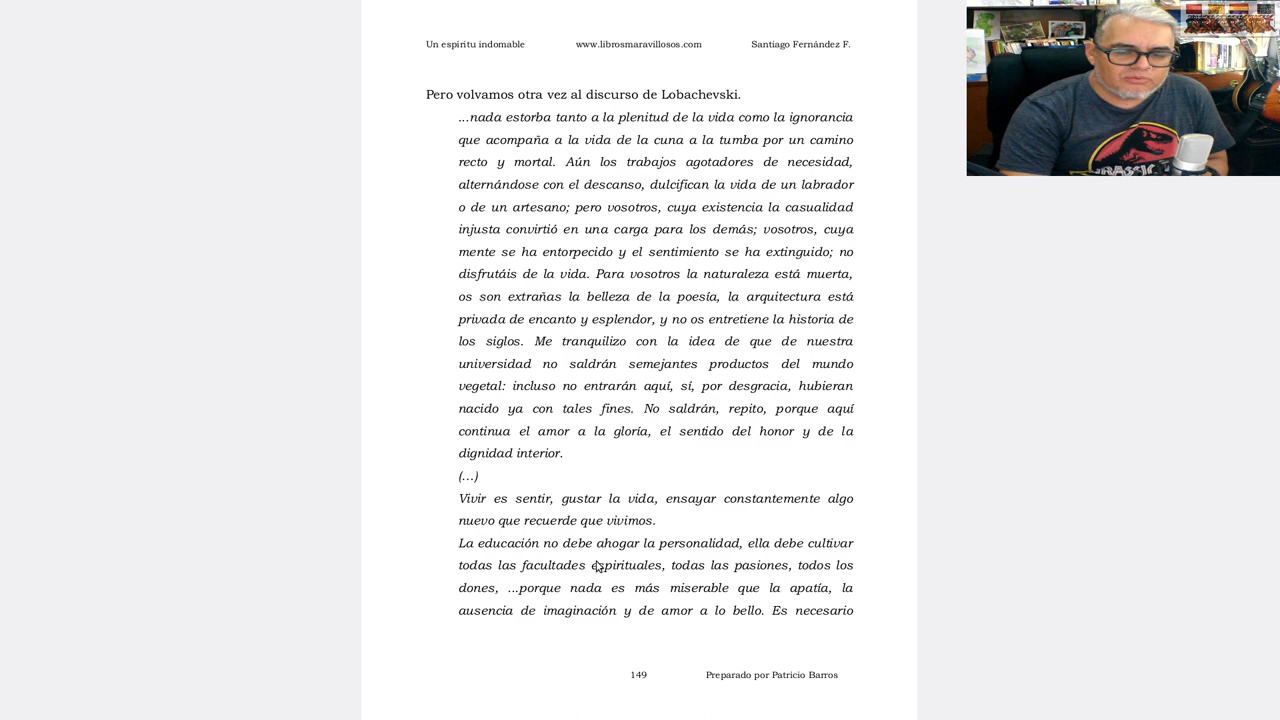 Un espíritu indomable www.librosmaravillosos.com Santiago Fernández F.
Pero volvamos otra vez al discurso de Lobachevski.
...nada estorba tanto a la plenitud de la vida como la ignorancia
que acompaña a la vida de la cuna a la tumba por un camino
recto y mortal. Aún los trabajos agotadores de necesidad,
alternándose con el descanso, dulcifican la vida de un labrador
o de un artesano; pero vosotros, cuya existencia la casualidad
injusta convirtió en una carga para los demás; vosotros, cuya
mente se ha entorpecido y el sentimiento se ha extinguido; no
disfrutáis de la vida. Para vosotros la naturaleza está muerta,
os son extrañas la belleza de la poesía, la arquitectura está
privada de encanto y esplendor, y no os entretiene la historia de
los siglos. Me tranquilizo con la idea de que de nuestra
universidad no saldrán semejantes productos del mundo
vegetal: incluso no entrarán aquí, sí, por desgracia, hubieran
nacido ya con tales fines. No saldrán, repito, porque aquí
continua el amor a la gloría, el sentido del honor y de la
dignidad interior.
(...)
Vivir es sentir, gustar la vida, ensayar constantemente algo
nuevo que recuerde que vivimos.
La educación no debe ahogar la personalidad, ella debe cultivar
todas las facultades espirituales, todas las pasiones, todos los
dones, ...porque nada es más miserable que la apatía, la
ausencia de imaginación y de amor a lo bello. Es necesario
149 Preparado por Patricio Barros